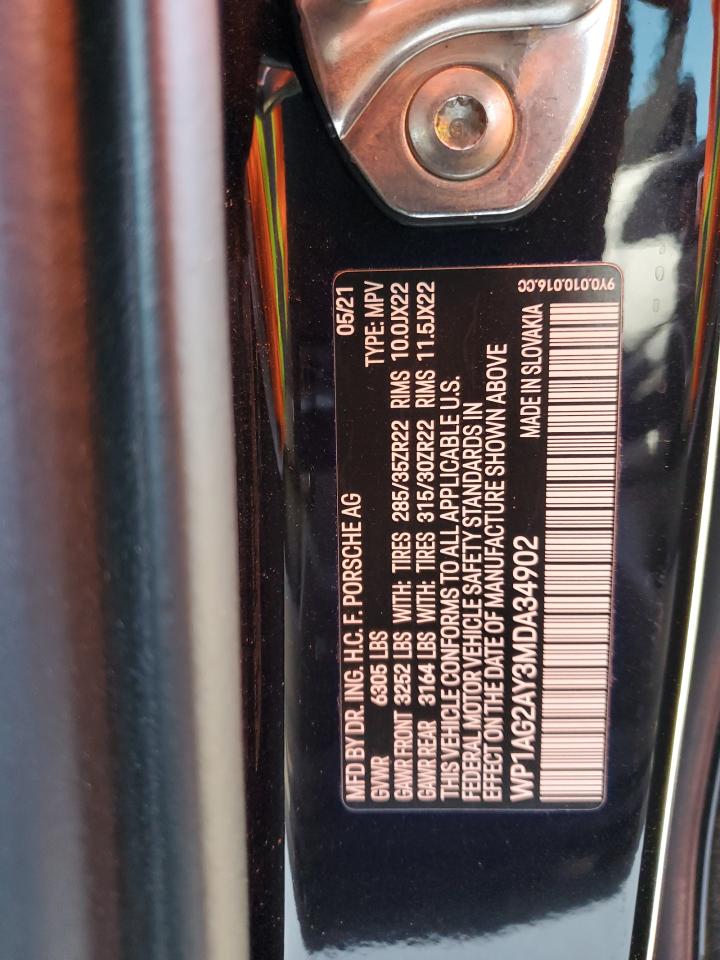 MFD BY DR. ING. H.C. F. PORSCHE AG 05/21
GVWR 6305 LBS TYPE: MPV
GAWR FRONT 3252 LBS WITH: TIRES 285/35ZR22 RIMS 10.0JX22
GAWR REAR 3164 LBS WITH: TIRES 315/30ZR22 RIMS 11.5JX22
THIS VEHICLE CONFORMS TO ALL APPLICABLE U.S.
FEDERAL MOTOR VEHICLE SAFETY STANDARDS IN
EFFECT ON THE DATE OF MANUFACTURE SHOWN ABOVE
WP1AG2AY3MDA34902 MADE IN SLOVAKIA
9Y0.010.016.CC